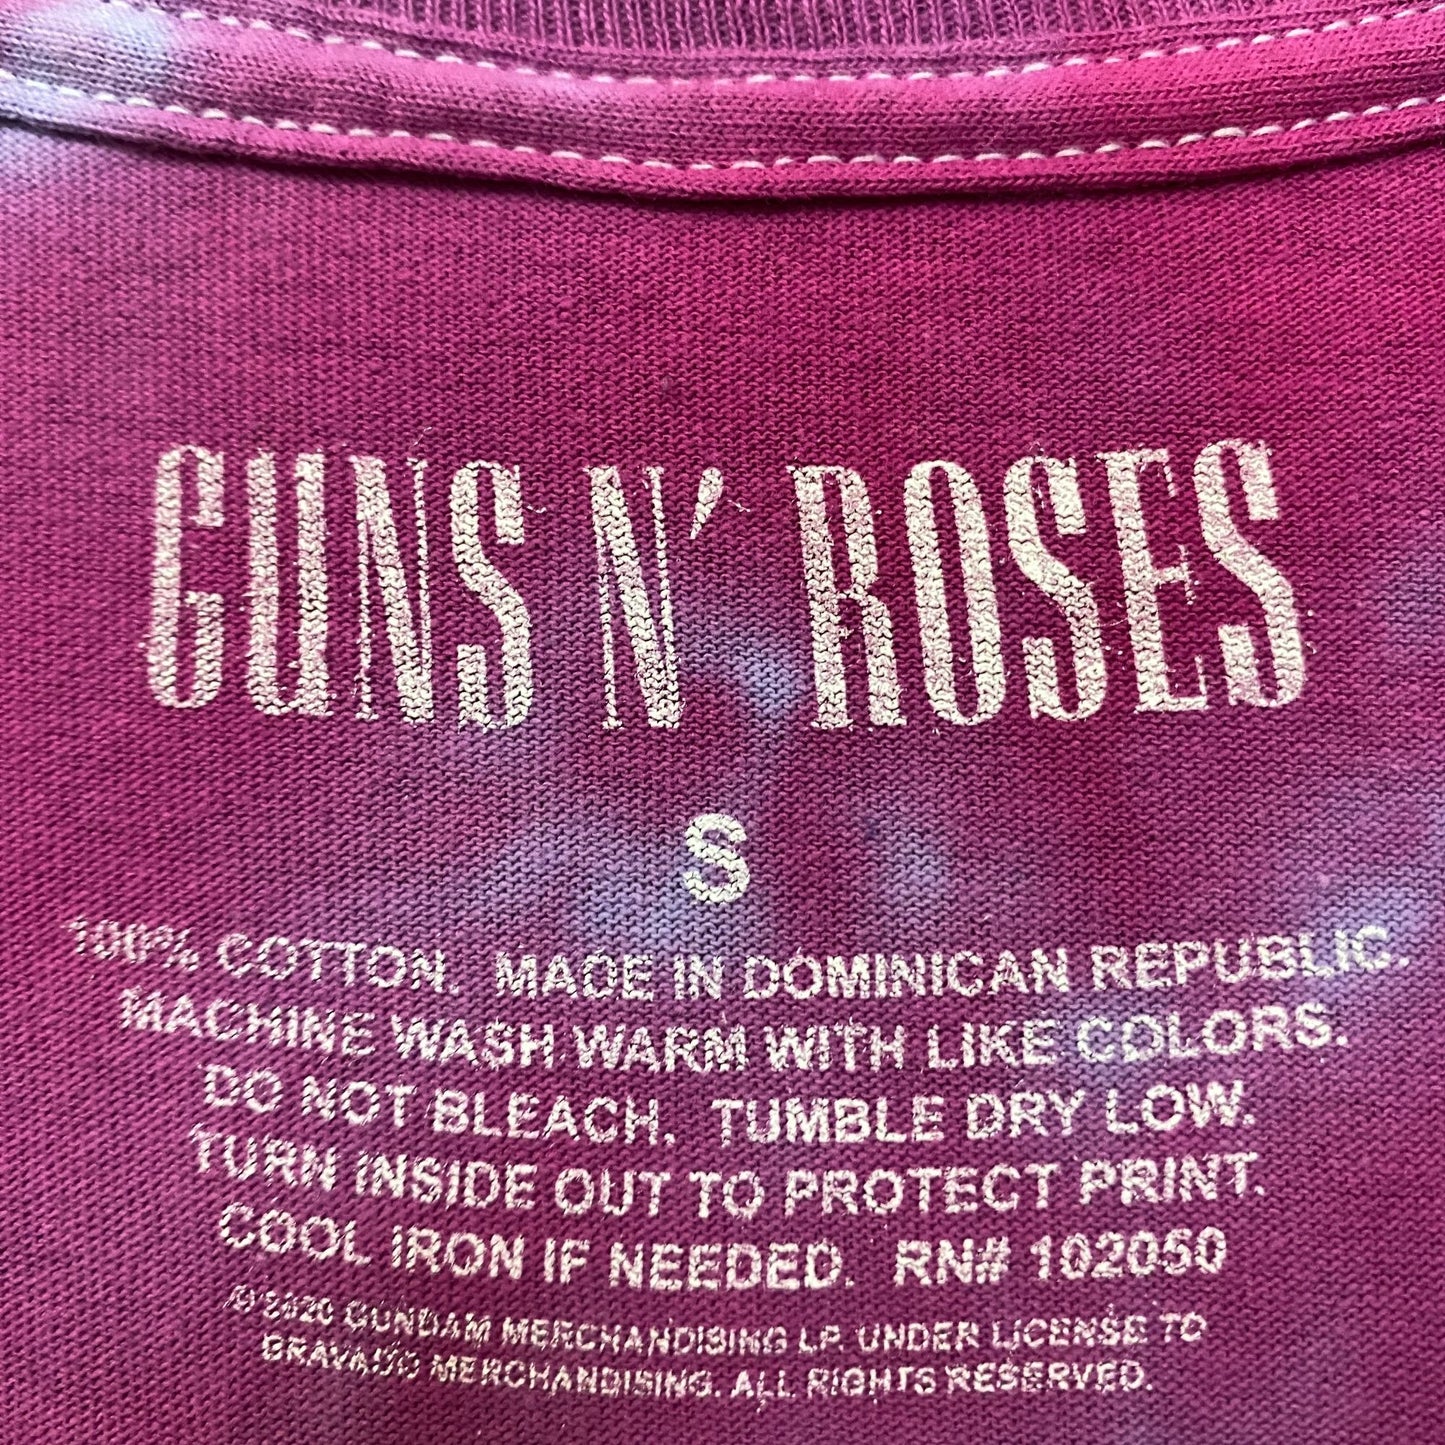 GUNS N' ROSES
S
100% COTTON. MADE IN DOMINICAN REPUBLIC.
MACHINE WASH WARM WITH LIKE COLORS.
DO NOT BLEACH. TUMBLE DRY LOW.
TURN INSIDE OUT TO PROTECT PRINT.
COOL IRON IF NEEDED. RN# 102050
© 2020 GUNDAM MERCHANDISING LP. UNDER LICENSE TO
BRAVADO MERCHANDISING. ALL RIGHTS RESERVED.